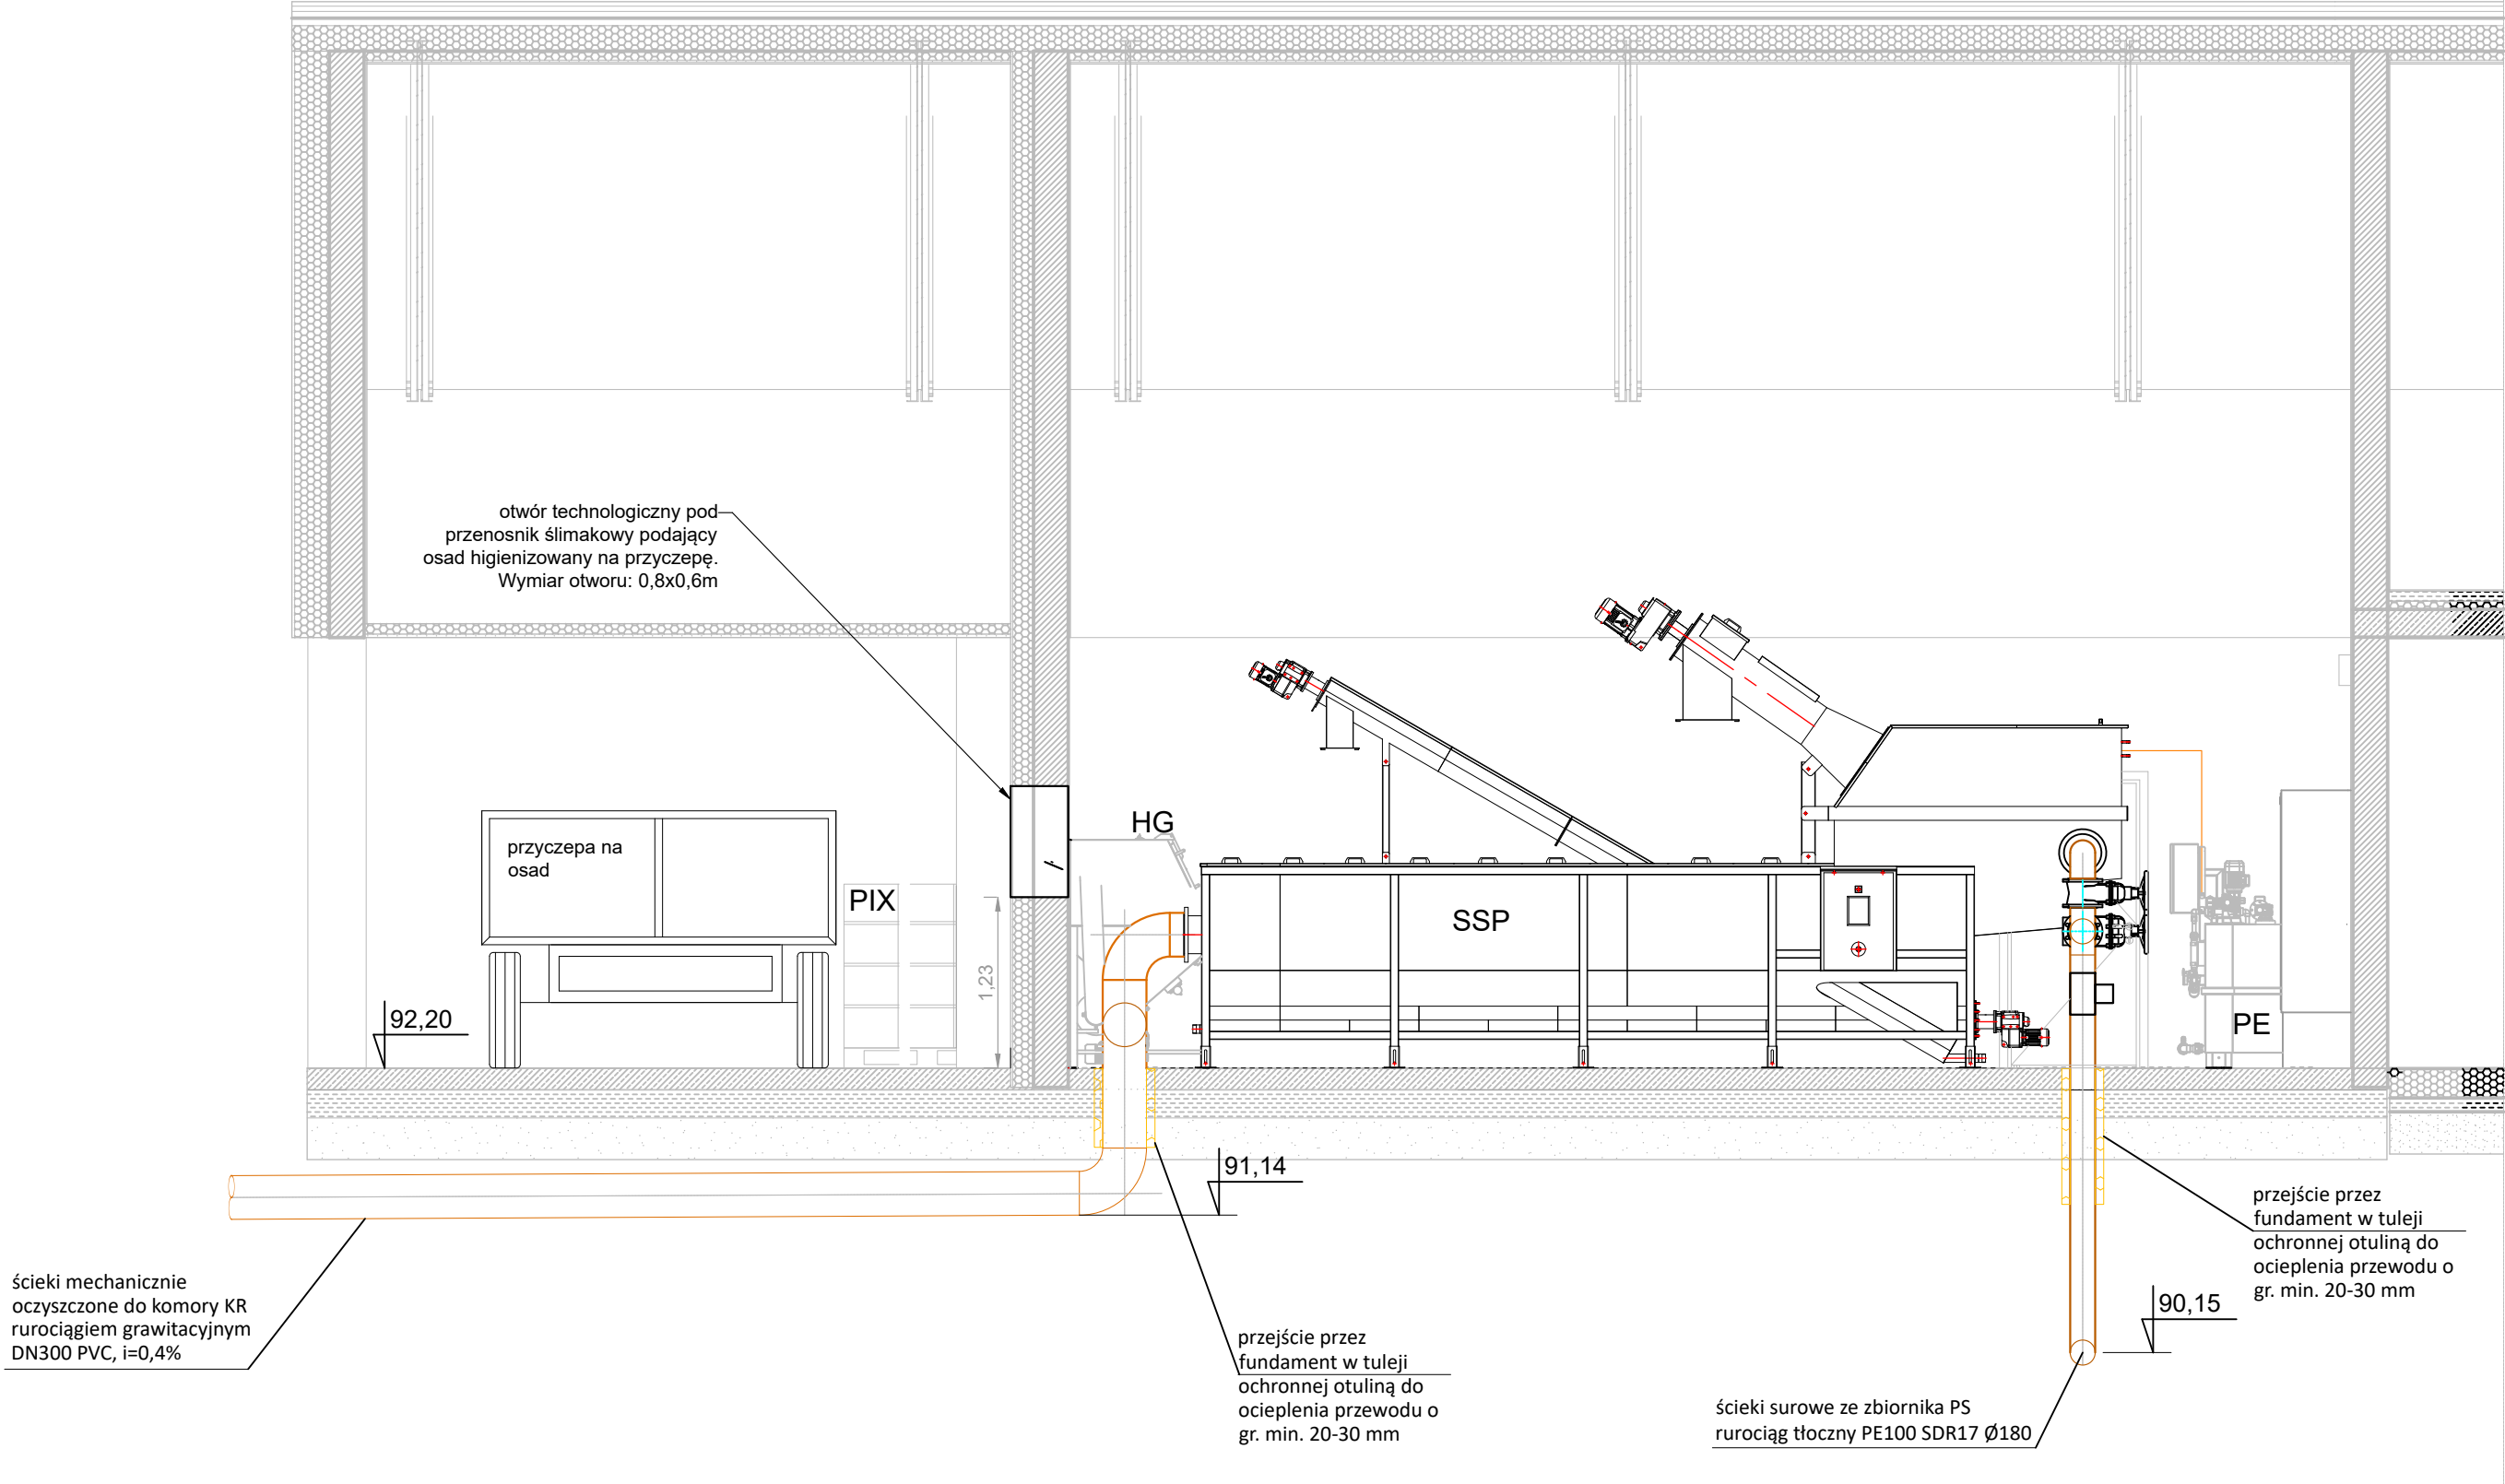 otwór technologiczny pod
przenosnik ślimakowy podający
osad higienizowany na przyczepę.
Wymiar otworu: 0,8x0,6m
przyczepa na
osad
PIX
HG
SSP
PE
1,23
92,20
91,14
90,15
ścieki mechanicznie
oczyszczone do komory KR
rurociągiem grawitacyjnym
DN300 PVC, i=0,4%
przejście przez
fundament w tuleji
ochronnej otuliną do
ocieplenia przewodu o
gr. min. 20-30 mm
przejście przez
fundament w tuleji
ochronnej otuliną do
ocieplenia przewodu o
gr. min. 20-30 mm
ścieki surowe ze zbiornika PS
rurociąg tłoczny PE100 SDR17 Ø180